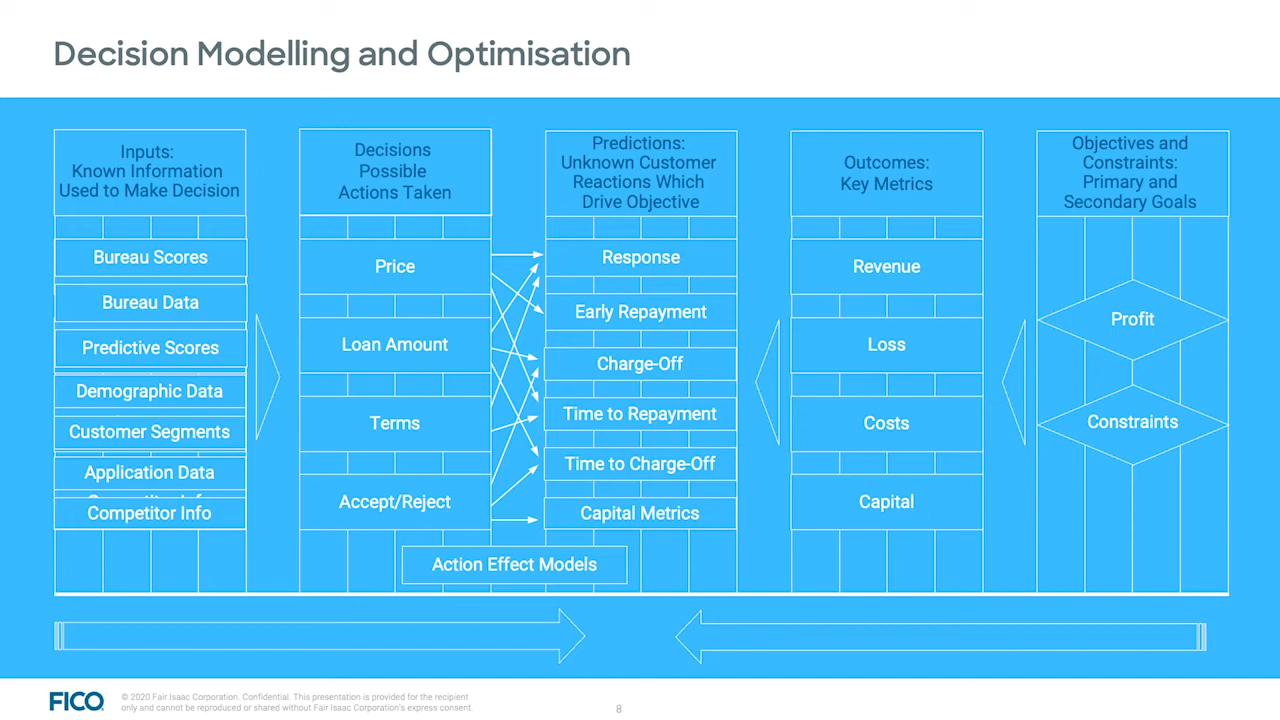 Decision Modelling and Optimisation
Inputs:
Known Information
Used to Make Decision
Bureau Scores
Bureau Data
Predictive Scores
Demographic Data
Customer Segments
Application Data
Competitor Info
Decisions
Possible
Actions Taken
Price
Loan Amount
Terms
Accept/Reject
Predictions:
Unknown Customer
Reactions Which
Drive Objective
Response
Early Repayment
Charge-Off
Time to Repayment
Time to Charge-Off
Capital Metrics
Action Effect Models
Outcomes:
Key Metrics
Revenue
Loss
Costs
Capital
Objectives and
Constraints:
Primary and
Secondary Goals
Profit
Constraints
FICO
© 2020 Fair Isaac Corporation. Confidential. This presentation is provided for the recipient
only and cannot be reproduced or shared without Fair Isaac Corporation's express consent.
8